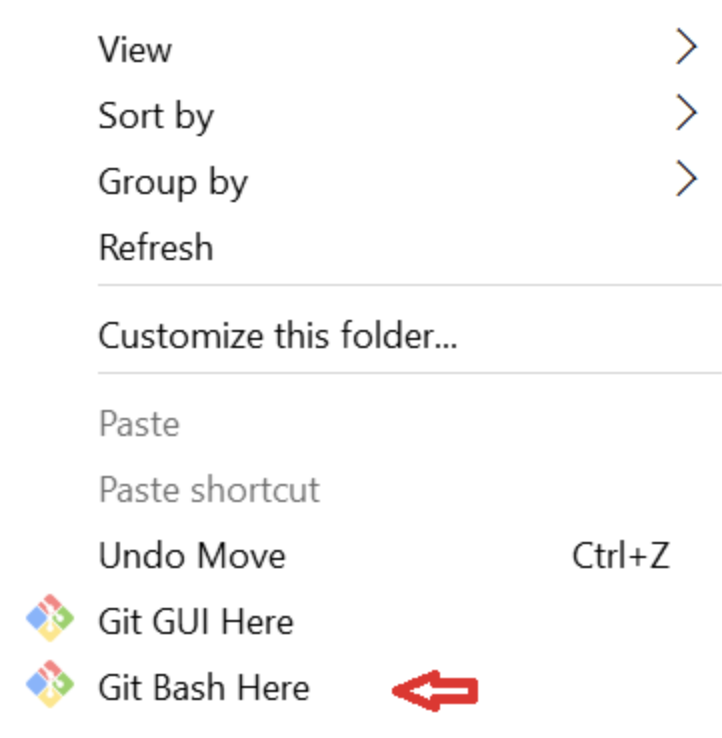 View
Sort by
Group by
Refresh
Customize this folder...
Paste
Paste shortcut
Undo Move Ctrl+Z
Git GUI Here
Git Bash Here